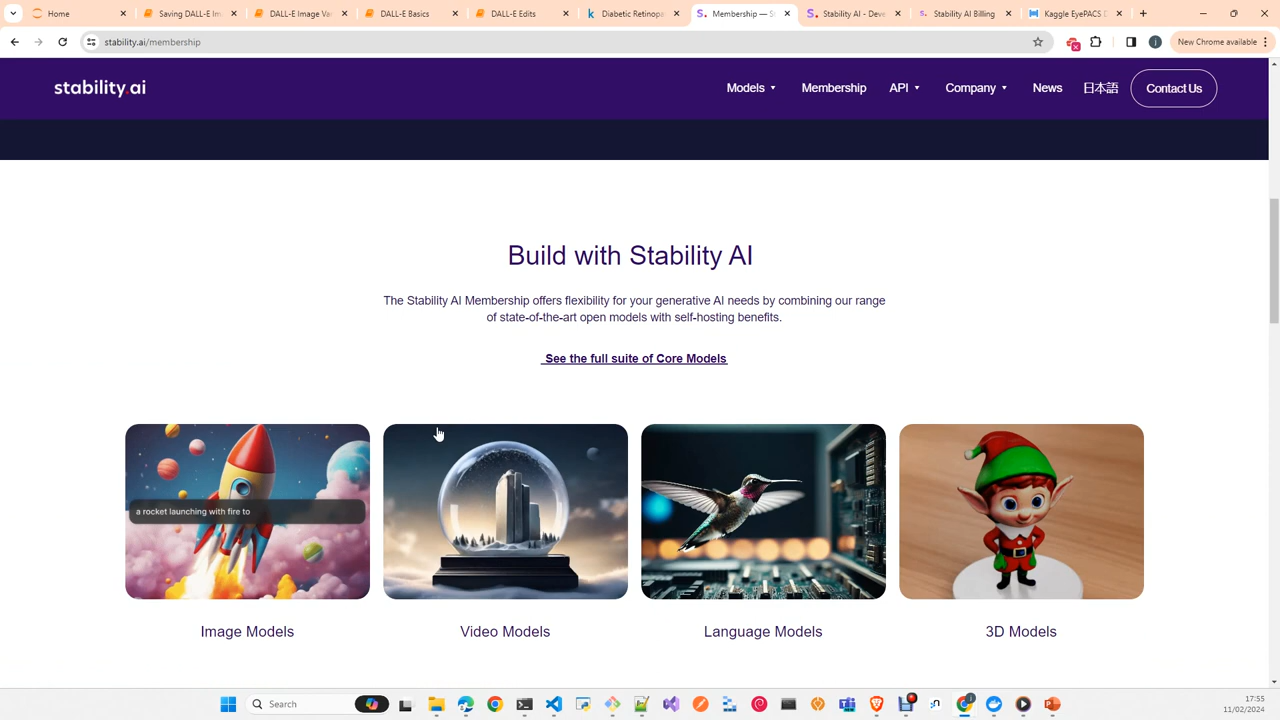 Home
Saving DALL-E Im
DALL-E Image Va
DALL-E Basics
DALL-E Edits
Diabetic Retinopa
Membership — St
Stability AI - Deve
Stability AI Billing
Kaggle EyePACS D
stability.ai/membership
New Chrome available
stability.ai
Models
Membership
API
Company
News
日本語
Contact Us
Build with Stability AI
The Stability AI Membership offers flexibility for your generative AI needs by combining our range
of state-of-the-art open models with self-hosting benefits.
See the full suite of Core Models
a rocket launching with fire to
Image Models
Video Models
Language Models
3D Models
Search
17:55
11/02/2024